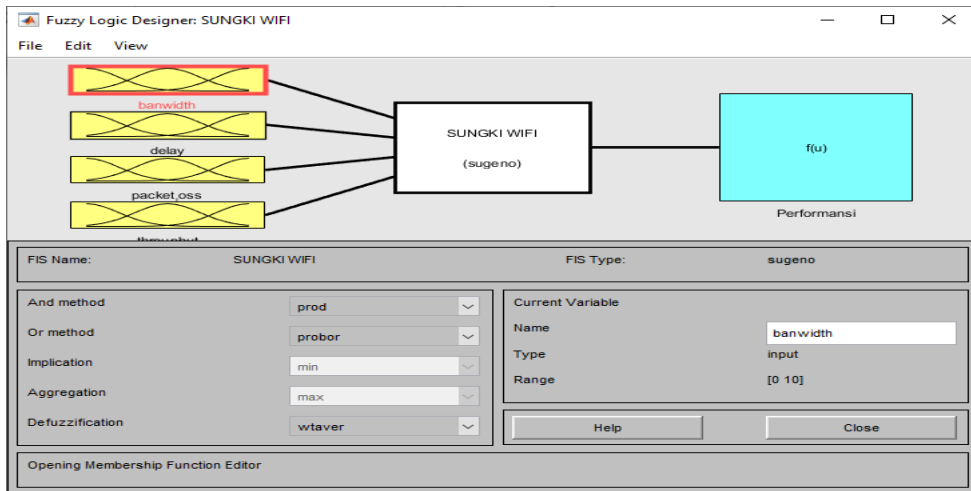 Fuzzy Logic Designer: SUNGKI WIFI
File Edit View
banwidth
delay
packet_loss
SUNGKI WIFI
(sugeno)
f(u)
Performansi
FIS Name: SUNGKI WIFI FIS Type: sugeno
And method prod
Or method probor
Implication min
Aggregation max
Defuzzification wtaver
Current Variable
Name banwidth
Type input
Range [0 10]
Help Close
Opening Membership Function Editor